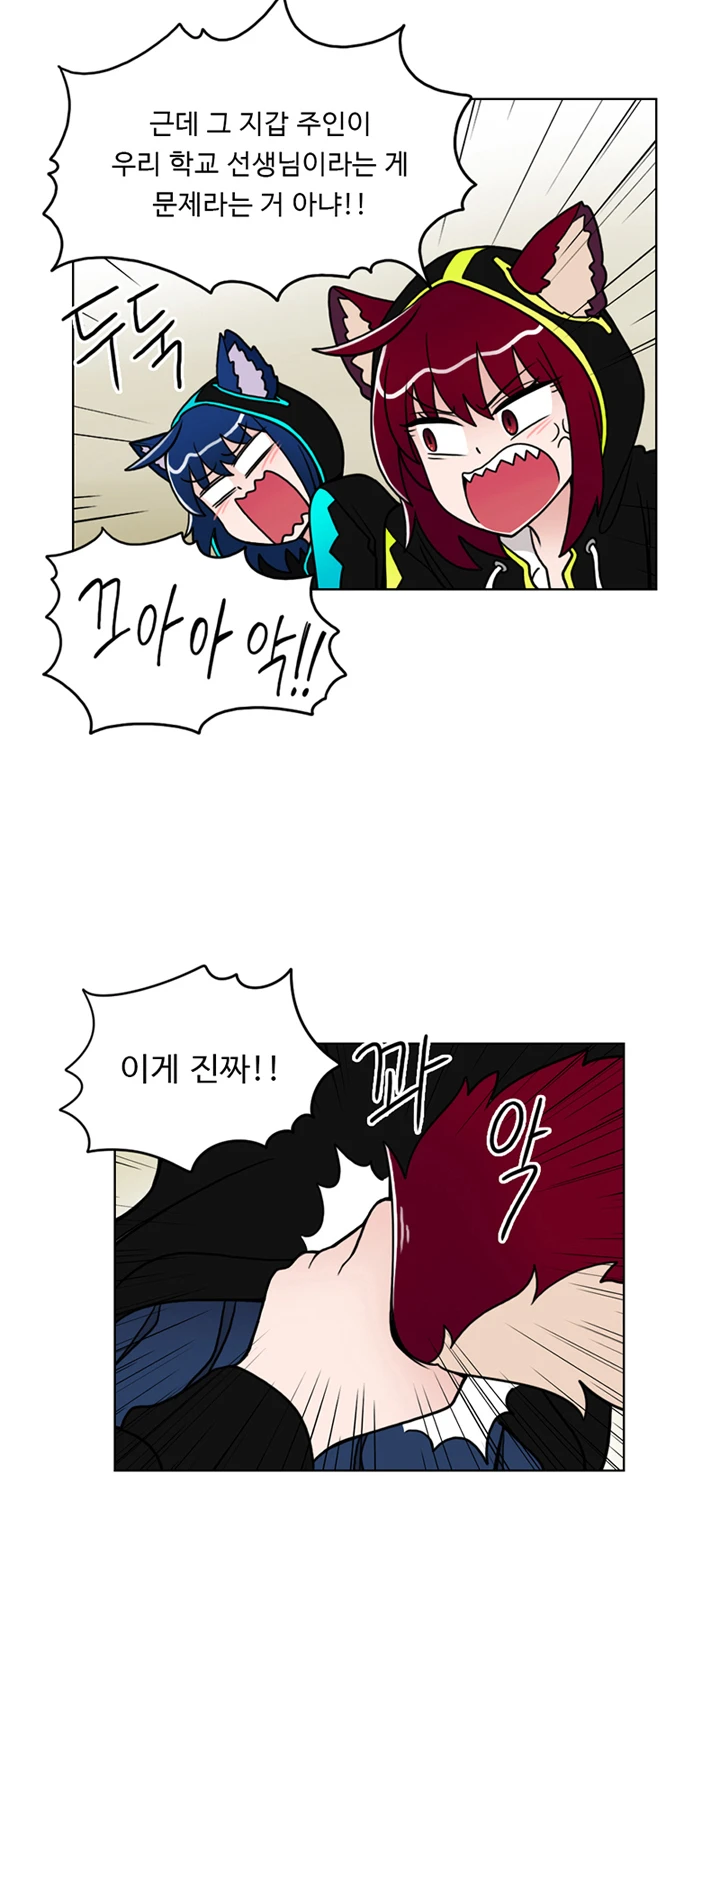 근데 그 지갑 주인이
우리 학교 선생님이라는 게
문제라는 거 아냐!!
두둑
끄아아악!!
이게 진짜!!
콰
악